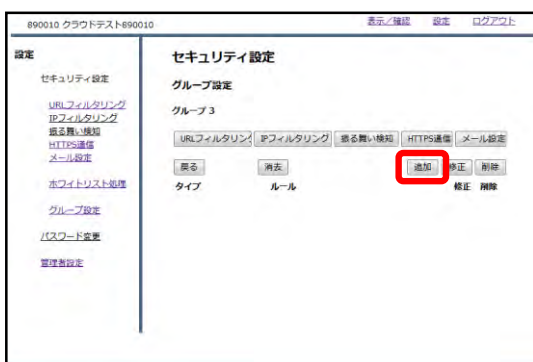 890010 クラウドテスト890010
表示/確認 設定 ログアウト
設定
セキュリティ設定
URLフィルタリング
IPフィルタリング
振る舞い検知
HTTPS通信
メール設定
ホワイトリスト処理
グループ設定
パスワード変更
管理者設定
セキュリティ設定
グループ設定
グループ 3
URLフィルタリング IPフィルタリング 振る舞い検知 HTTPS通信 メール設定
戻る 消去 追加 修正 削除
タイプ ルール 修正 削除